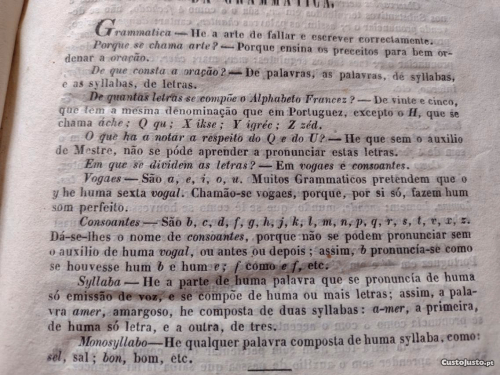 DA GRAMMATICA.
Grammatica — He a arte de fallar e escrever correctamente.
Porque se chama arte? — Porque ensina os preceitos para bem or-
denar a oração.
De que consta a oração? — De palavras, as palavras, de syllabas,
e as syllabas, de letras.
De quantas letras se compõe o Alphabeto Francez? — De vinte e cinco,
que tem a mesma denominação que em Portuguez, excepto o H, que se
chama áche; Q qu; X ikse; Y igréc; Z zéd.
O que ha a notar a respeito do Q e do U? — He que sem o auxilio
de Mestre, não se póde aprender a pronunciar estas letras.
Em que se dividem as letras? — Em vogaes e consoantes.
Vogaes — São a, e, i, o, u. Muitos Grammaticos pretendem que o
y he huma sexta vogal. Chamão-se vogaes, porque, por si só, fazem hum
som perfeito.
Consoantes — São b, c, d, f, g, h, j, k, l, m, n, p, q, r, s, t, v, x, z.
Dá-se-lhes o nome de consoantes, porque não se pódem pronunciar sem
o auxilio de huma vogal, ou antes ou depois; assim, b pronuncia-se como
se houvesse hum b e hum e; f como e f, etc.
Syllaba — He a parte de huma palavra que se pronuncia de huma
só emissão de voz, e se compõe de huma ou mais letras; assim, a pala-
vra amer, amargoso, he composta de duas syllabas: a-mer, a primeira,
de huma só letra, e a outra, de tres.
Monosyllabo — He qualquer palavra composta de huma syllaba, como:
sel, sal; bon, bom, etc.
CustoJusto.pt